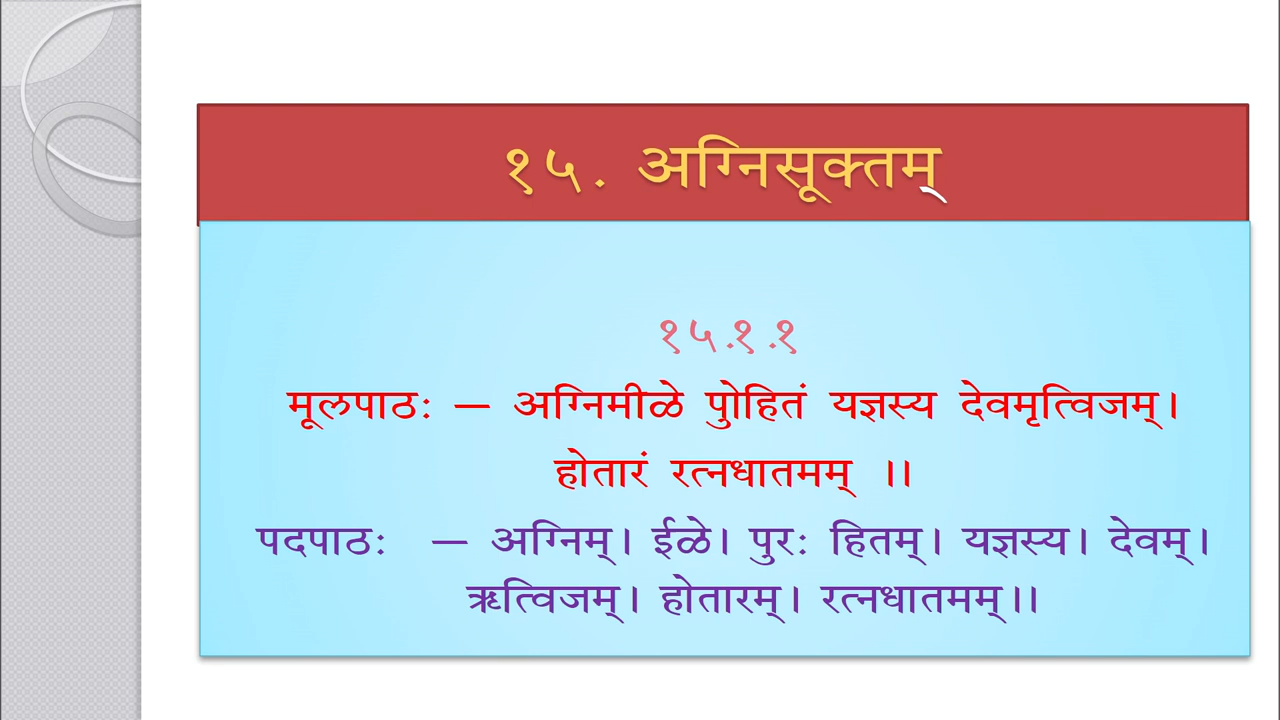 १५. अग्निसूक्तम्
१५.१.१
मूलपाठः – अग्निमीळे पुोहितं यज्ञस्य देवमृत्विजम्।
होतारं रत्नधातमम् ।।
पदपाठः – अग्निम्। ईळे। पुरः हितम्। यज्ञस्य। देवम्।
ऋत्विजम्। होतारम्। रत्नधातमम्।।